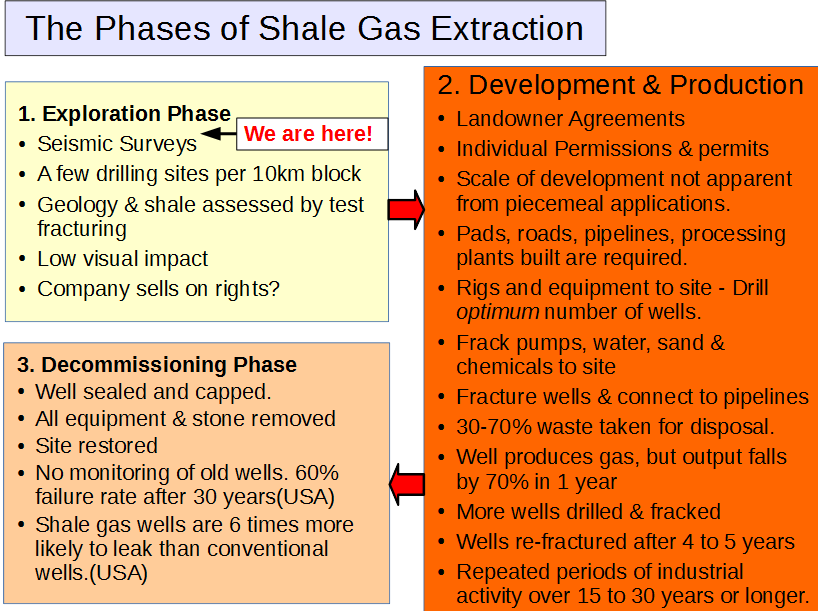 The Phases of Shale Gas Extraction
1. Exploration Phase
We are here!
• Seismic Surveys
• A few drilling sites per 10km block
• Geology & shale assessed by test
fracturing
• Low visual impact
• Company sells on rights?
2. Development & Production
• Landowner Agreements
• Individual Permissions & permits
• Scale of development not apparent
from piecemeal applications.
• Pads, roads, pipelines, processing
plants built are required.
• Rigs and equipment to site - Drill
optimum number of wells.
• Frack pumps, water, sand &
chemicals to site
• Fracture wells & connect to pipelines
• 30-70% waste taken for disposal.
• Well produces gas, but output falls
by 70% in 1 year
• More wells drilled & fracked
• Wells re-fractured after 4 to 5 years
• Repeated periods of industrial
activity over 15 to 30 years or longer.
3. Decommissioning Phase
• Well sealed and capped.
• All equipment & stone removed
• Site restored
• No monitoring of old wells. 60%
failure rate after 30 years(USA)
• Shale gas wells are 6 times more
likely to leak than conventional
wells.(USA)